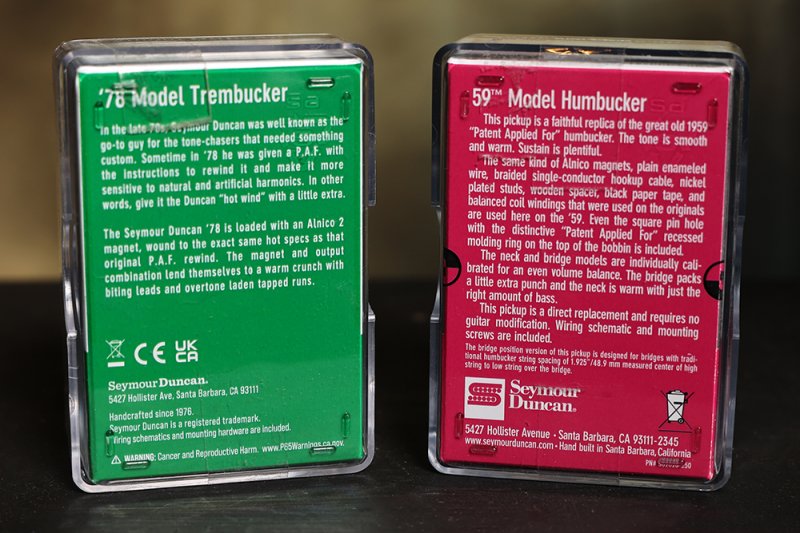 '78 Model Trembucker
In the late 70s, Seymour Duncan was well known as the
go-to guy for the tone-chasers that needed something
custom. Sometime in '78 he was given a P.A.F. with
the instructions to rewind it and make it more
sensitive to natural and artificial harmonics. In other
words, give it the Duncan "hot wind" with a little extra.
The Seymour Duncan '78 is loaded with an Alnico 2
magnet, wound to the exact same hot specs as that
original P.A.F. rewind. The magnet and output
combination lend themselves to a warm crunch with
biting leads and overtone laden tapped runs.
CE UK
CA
Seymour Duncan.
5427 Hollister Ave, Santa Barbara, CA 93111
Handcrafted since 1976.
Seymour Duncan is a registered trademark.
Wiring schematics and mounting hardware are included.
WARNING: Cancer and Reproductive Harm. www.P65Warnings.ca.gov.
59™ Model Humbucker
This pickup is a faithful replica of the great old 1959
"Patent Applied For" humbucker. The tone is smooth
and warm. Sustain is plentiful.
The same kind of Alnico magnets, plain enameled
wire, braided single-conductor hookup cable, nickel
plated studs, wooden spacer, black paper tape, and
balanced coil windings that were used on the originals
are used here on the '59. Even the square pin hole
with the distinctive "Patent Applied For" recessed
molding ring on the top of the bobbin is included.
The neck and bridge models are individually cali-
brated for an even volume balance. The bridge packs
a little extra punch and the neck is warm with just the
right amount of bass.
This pickup is a direct replacement and requires no
guitar modification. Wiring schematic and mounting
screws are included.
The bridge position version of this pickup is designed for bridges with tradi-
tional humbucker string spacing of 1.925"/48.9 mm measured center of high
string to low string over the bridge.
Seymour
Duncan®
5427 Hollister Avenue • Santa Barbara, CA 93111-2345
www.seymourduncan.com • Hand built in Santa Barbara, California
PN#